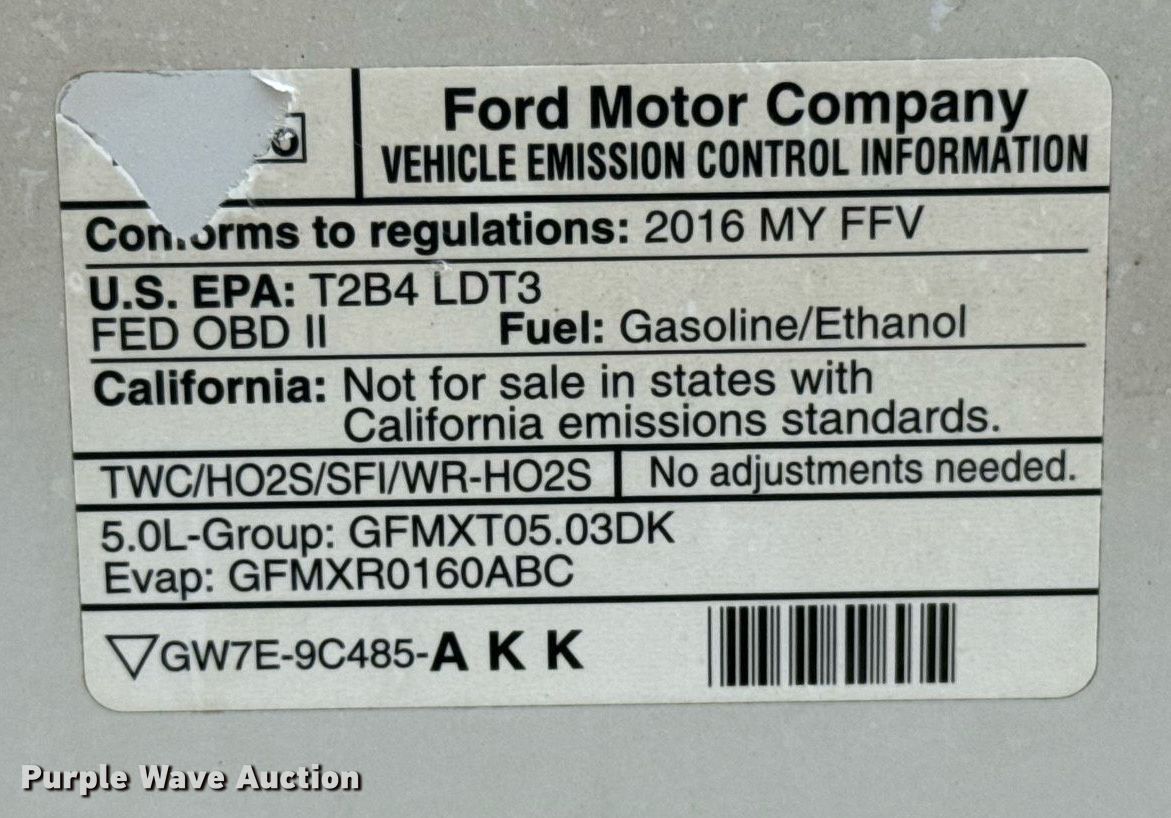 Ford Motor Company
VEHICLE EMISSION CONTROL INFORMATION
Conforms to regulations: 2016 MY FFV
U.S. EPA: T2B4 LDT3
FED OBD II Fuel: Gasoline/Ethanol
California: Not for sale in states with
California emissions standards.
TWC/HO2S/SFI/WR-HO2S No adjustments needed.
5.0L-Group: GFMXT05.03DK
Evap: GFMXR0160ABC
GW7E-9C485-A K K
Purple Wave Auction